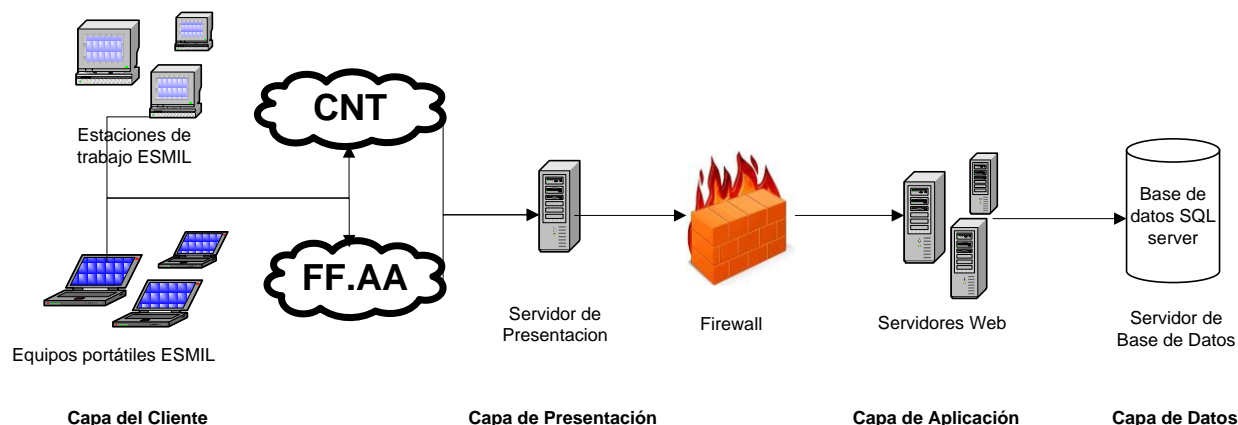 CNT
Estaciones de
trabajo ESMIL
FF.AA
Equipos portátiles ESMIL
Servidor de
Presentacion
Firewall
Servidores Web
Base de
datos SQL
server
Servidor de
Base de Datos
Capa del Cliente
Capa de Presentación
Capa de Aplicación
Capa de Datos